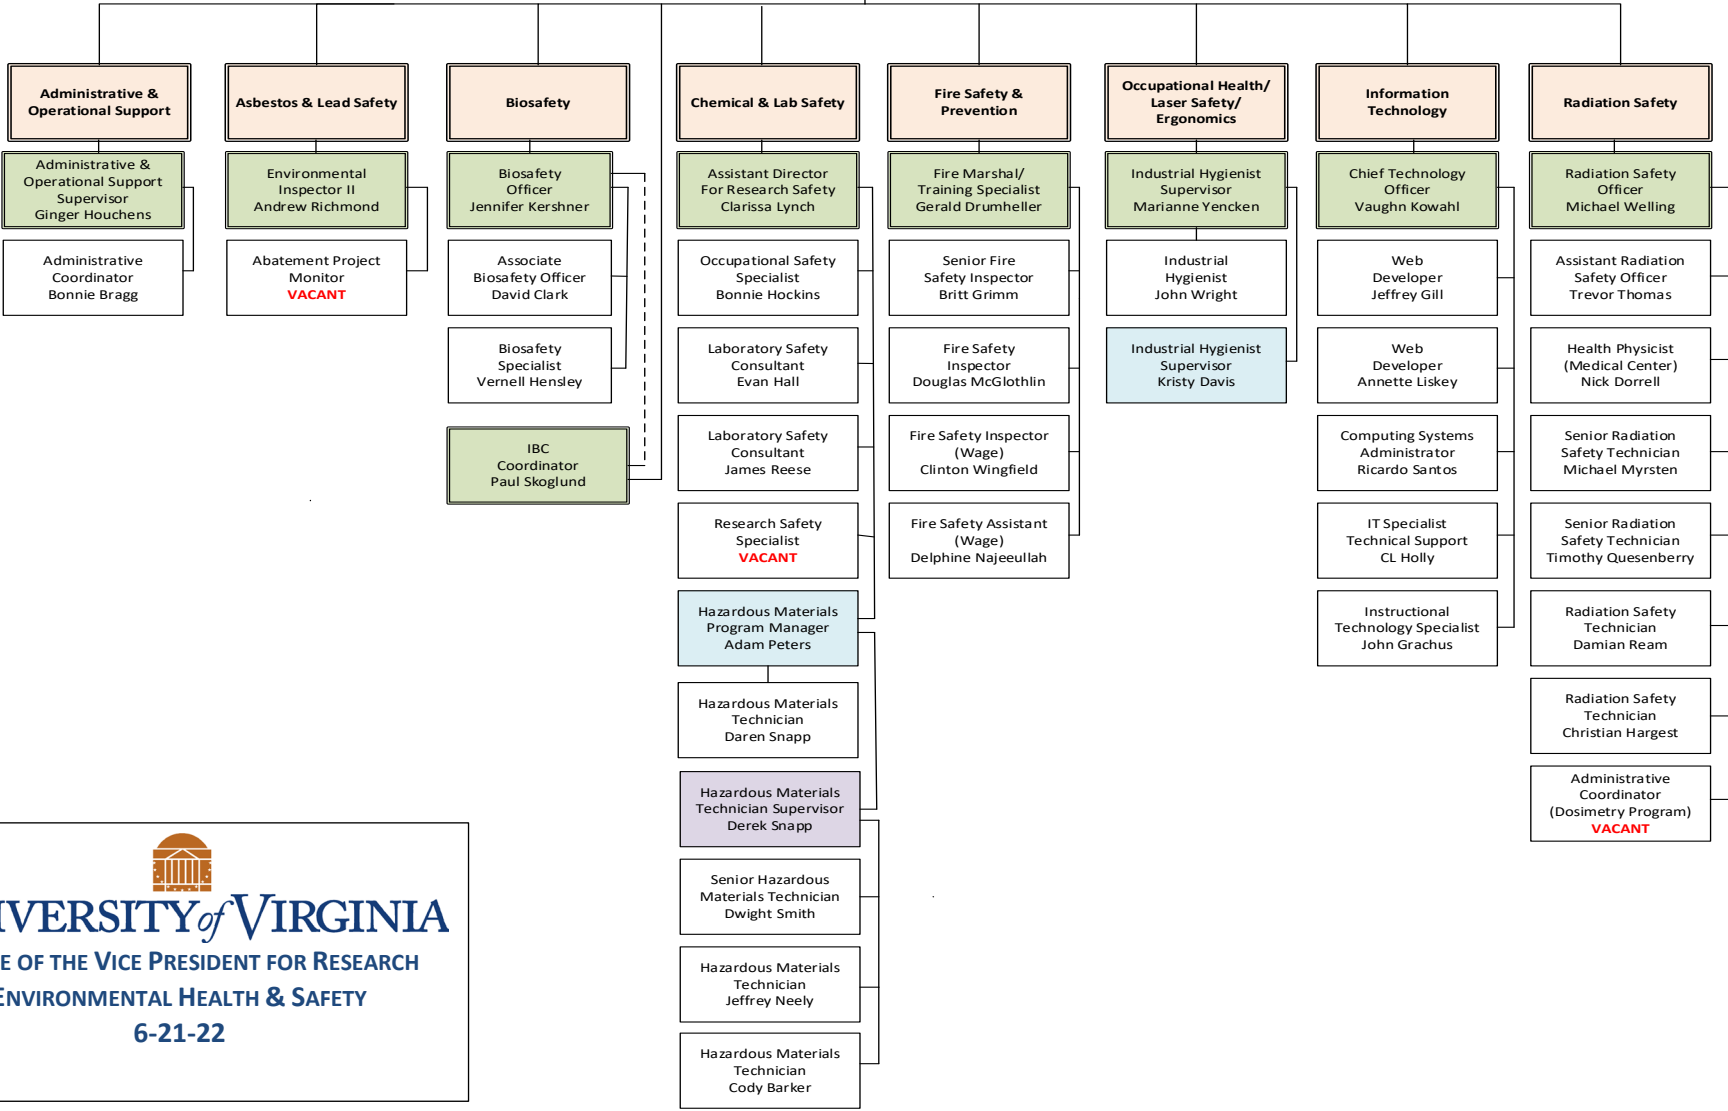 Administrative &
Operational Support
Administrative &
Operational Support
Supervisor
Ginger Houchens
Administrative
Coordinator
Bonnie Bragg
Asbestos & Lead Safety
Environmental
Inspector II
Andrew Richmond
Abatement Project
Monitor
VACANT
Biosafety
Biosafety
Officer
Jennifer Kershner
Associate
Biosafety Officer
David Clark
Biosafety
Specialist
Vernell Hensley
IBC
Coordinator
Paul Skoglund
Chemical & Lab Safety
Assistant Director
For Research Safety
Clarissa Lynch
Occupational Safety
Specialist
Bonnie Hockins
Laboratory Safety
Consultant
Evan Hall
Laboratory Safety
Consultant
James Reese
Research Safety
Specialist
VACANT
Hazardous Materials
Program Manager
Adam Peters
Hazardous Materials
Technician
Daren Snapp
Hazardous Materials
Technician Supervisor
Derek Snapp
Senior Hazardous
Materials Technician
Dwight Smith
Hazardous Materials
Technician
Jeffrey Neely
Hazardous Materials
Technician
Cody Barker
Fire Safety &
Prevention
Fire Marshal/
Training Specialist
Gerald Drumheller
Senior Fire
Safety Inspector
Britt Grimm
Fire Safety
Inspector
Douglas McGlothlin
Fire Safety Inspector
(Wage)
Clinton Wingfield
Fire Safety Assistant
(Wage)
Delphine Najeeullah
Occupational Health/
Laser Safety/
Ergonomics
Industrial Hygienist
Supervisor
Marianne Yencken
Industrial
Hygienist
John Wright
Industrial Hygienist
Supervisor
Kristy Davis
Information
Technology
Chief Technology
Officer
Vaughn Kowahl
Web
Developer
Jeffrey Gill
Web
Developer
Annette Liskey
Computing Systems
Administrator
Ricardo Santos
IT Specialist
Technical Support
CL Holly
Instructional
Technology Specialist
John Grachus
Radiation Safety
Radiation Safety
Officer
Michael Welling
Assistant Radiation
Safety Officer
Trevor Thomas
Health Physicist
(Medical Center)
Nick Dorrell
Senior Radiation
Safety Technician
Michael Myrsten
Senior Radiation
Safety Technician
Timothy Quesenberry
Radiation Safety
Technician
Damian Ream
Radiation Safety
Technician
Christian Hargest
Administrative
Coordinator
(Dosimetry Program)
VACANT
IVERSITY of VIRGINIA
E OF THE VICE PRESIDENT FOR RESEARCH
ENVIRONMENTAL HEALTH & SAFETY
6-21-22